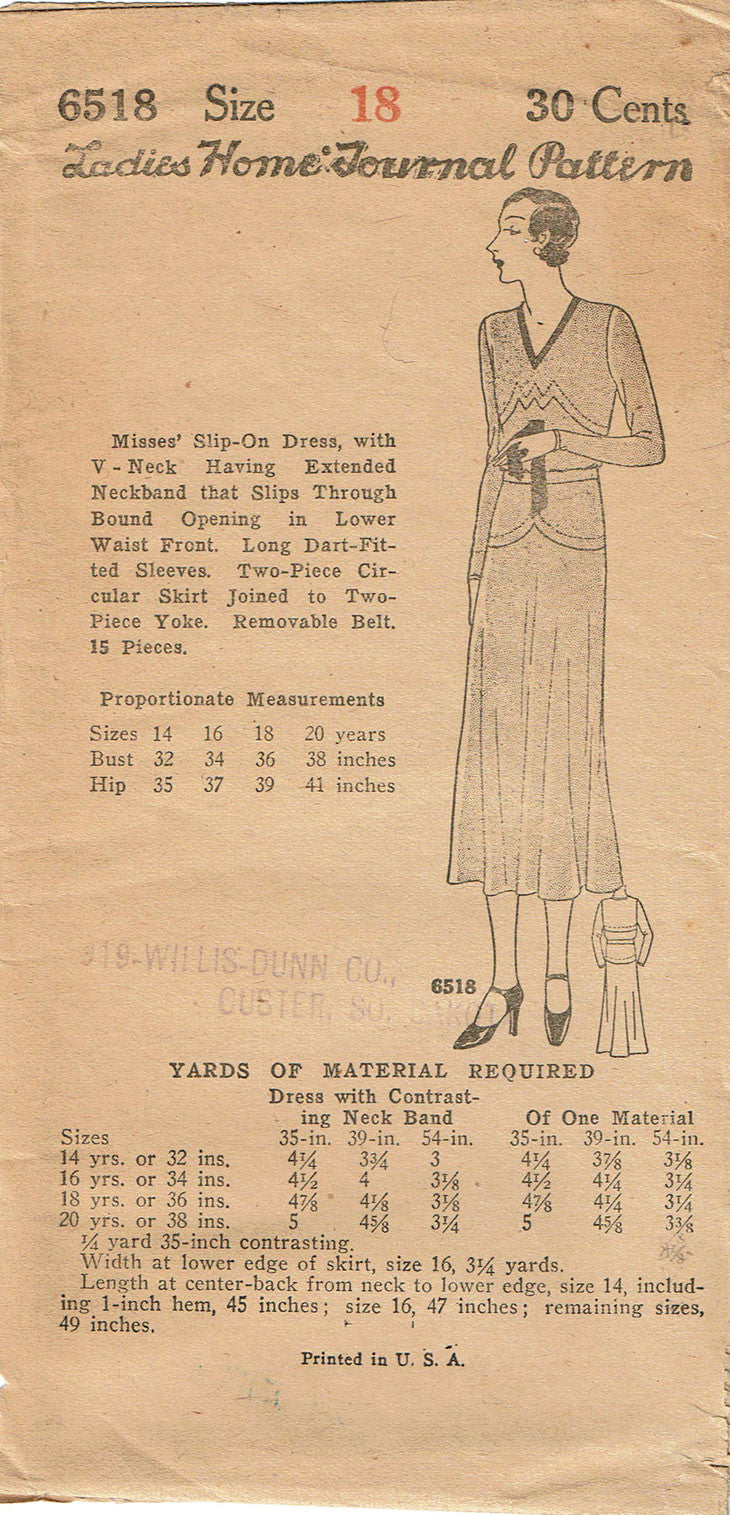 6518 Size 18 30 Cents
Ladies Home Journal Pattern
Misses' Slip-On Dress, with
V-Neck Having Extended
Neckband that Slips Through
Bound Opening in Lower
Waist Front. Long Dart-Fit-
ted Sleeves. Two-Piece Cir-
cular Skirt Joined to Two-
Piece Yoke. Removable Belt.
15 Pieces.
Proportionate Measurements
Sizes 14 16 18 20 years
Bust 32 34 36 38 inches
Hip 35 37 39 41 inches
319-WILLIS-DUNN CO.,
CUSTER, SO. DAKOT
6518
YARDS OF MATERIAL REQUIRED
Dress with Contrast-
ing Neck Band Of One Material
Sizes 35-in. 39-in. 54-in. 35-in. 39-in. 54-in.
14 yrs. or 32 ins. 4¼ 3¾ 3 4¼ 3⅞ 3⅛
16 yrs. or 34 ins. 4½ 4 3⅛ 4½ 4¼ 3¼
18 yrs. or 36 ins. 4⅞ 4⅛ 3⅛ 4⅞ 4¼ 3¼
20 yrs. or 38 ins. 5 4⅝ 3¼ 5 4⅝ 3⅜
¼ yard 35-inch contrasting.
Width at lower edge of skirt, size 16, 3¼ yards.
Length at center-back from neck to lower edge, size 14, includ-
ing 1-inch hem, 45 inches; size 16, 47 inches; remaining sizes,
49 inches.
Printed in U. S. A.